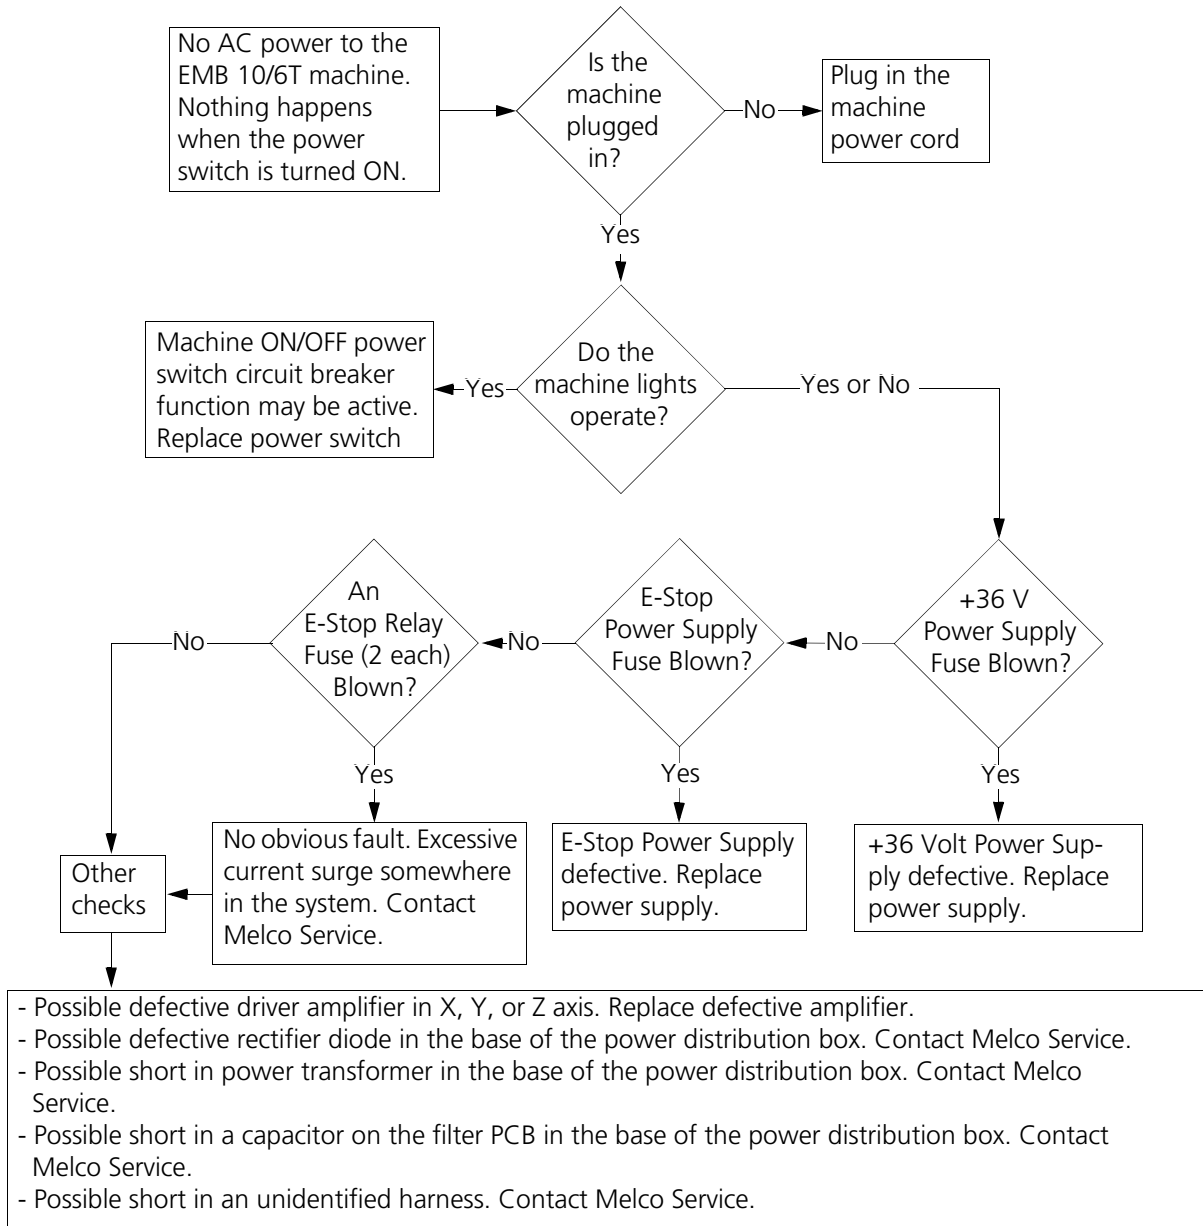 No AC power to the
EMB 10/6T machine.
Nothing happens
when the power
switch is turned ON.
Is the
machine
plugged
in?
No
Plug in the
machine
power cord
Yes
Machine ON/OFF power
switch circuit breaker
function may be active.
Replace power switch
Yes
Do the
machine lights
operate?
Yes or No
No
An
E-Stop Relay
Fuse (2 each)
Blown?
No
E-Stop
Power Supply
Fuse Blown?
No
+36 V
Power Supply
Fuse Blown?
Yes
Yes
Yes
Other
checks
No obvious fault. Excessive
current surge somewhere
in the system. Contact
Melco Service.
E-Stop Power Supply
defective. Replace
power supply.
+36 Volt Power Sup-
ply defective. Replace
power supply.
- Possible defective driver amplifier in X, Y, or Z axis. Replace defective amplifier.
- Possible defective rectifier diode in the base of the power distribution box. Contact Melco Service.
- Possible short in power transformer in the base of the power distribution box. Contact Melco
Service.
- Possible short in a capacitor on the filter PCB in the base of the power distribution box. Contact
Melco Service.
- Possible short in an unidentified harness. Contact Melco Service.